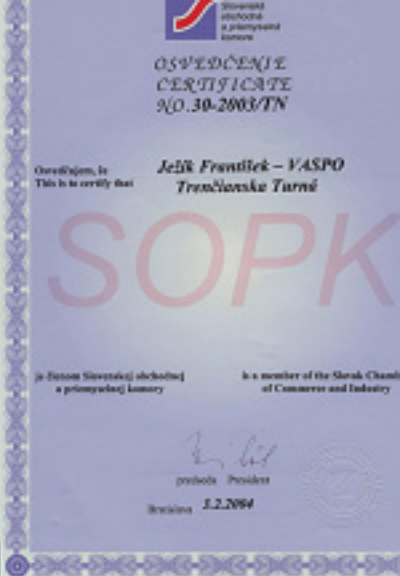 Slovenská
obchodná
a priemyselná
komora
OSVEDČENIE
CERTIFICATE
NO.30-2003/TN
Osvedčujem, že
This is to certify that
Ježík František – VASPO
Trenčianska Turná
SOPK
je členom Slovenskej obchodnej
a priemyselnej komory
is a member of the Slovak Chamb
of Commerce and Industry
predseda President
Bratislava 3.2.2004